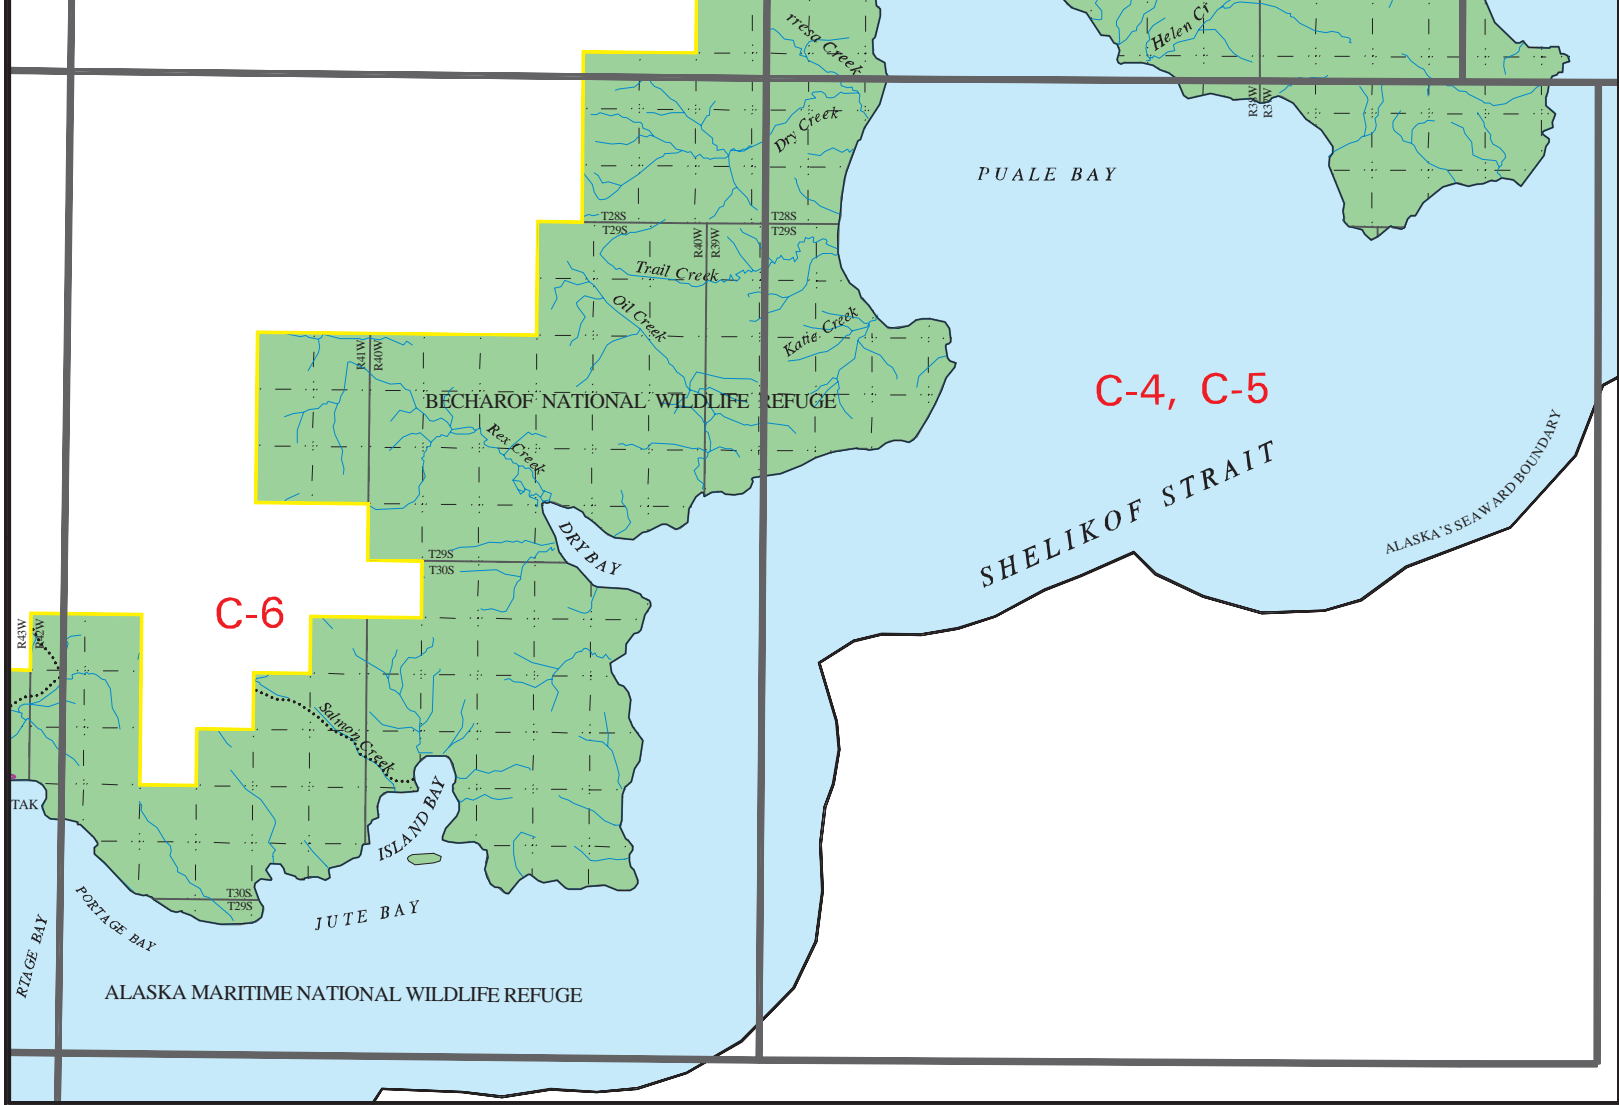 Helen Cr
Creek
R38W
R37W
Dry Creek
PUALE BAY
T28S
T29S
T28S
T29S
R40W
R39W
Trail Creek
Oil Creek
Katie Creek
R41W
R40W
BECHAROF NATIONAL WILDLIFE REFUGE
C-4, C-5
Rex Creek
SHELIKOF STRAIT
ALASKA'S SEAWARD BOUNDARY
DRY BAY
T29S
T30S
C-6
R43W
R42W
Salmon Creek
ISLAND BAY
TAK
T30S
T29S
PORTAGE BAY
JUTE BAY
RTAGE BAY
ALASKA MARITIME NATIONAL WILDLIFE REFUGE